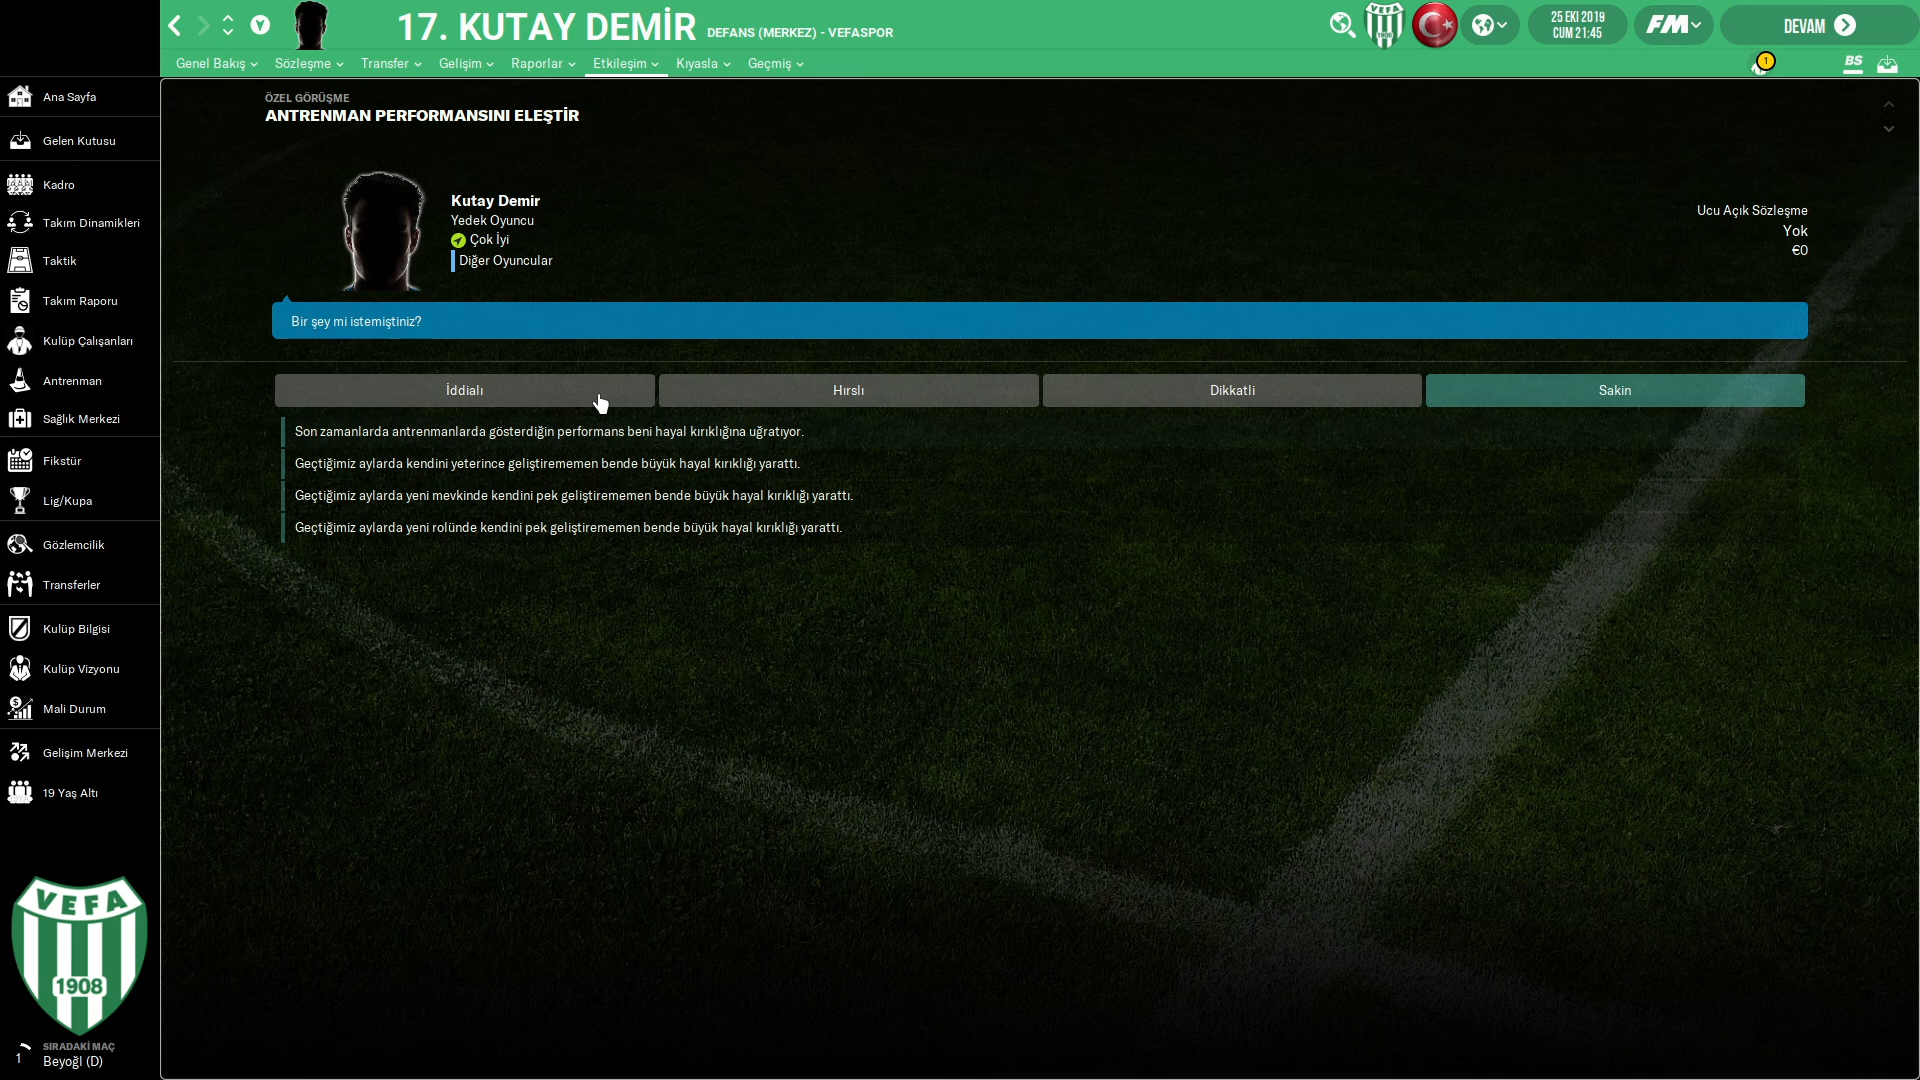 17. KUTAY DEMİR DEFANS (MERKEZ) - VEFASPOR
VEFA
1908
25 EKI 2019
CUM 21:45
FM
DEVAM
Genel Bakış Sözleşme Transfer Gelişim Raporlar Etkileşim Kıyasla Geçmiş
1
BS
Ana Sayfa
Gelen Kutusu
Kadro
Takım Dinamikleri
Taktik
Takım Raporu
Kulüp Çalışanları
Antrenman
Sağlık Merkezi
Fikstür
Lig/Kupa
Gözlemcilik
Transferler
Kulüp Bilgisi
Kulüp Vizyonu
Mali Durum
Gelişim Merkezi
19 Yaş Altı
VEFA
1908
SIRADAKİ MAÇ
1
Beyoğl (D)
ÖZEL GÖRÜŞME
ANTRENMAN PERFORMANSINI ELEŞTİR
Kutay Demir
Yedek Oyuncu
Çok İyi
Diğer Oyuncular
Ucu Açık Sözleşme
Yok
€0
Bir şey mi istemiştiniz?
İddialı Hırslı Dikkatli Sakin
Son zamanlarda antrenmanlarda gösterdiğin performans beni hayal kırıklığına uğratıyor.
Geçtiğimiz aylarda kendini yeterince geliştirememen bende büyük hayal kırıklığı yarattı.
Geçtiğimiz aylarda yeni mevkinde kendini pek geliştirememen bende büyük hayal kırıklığı yarattı.
Geçtiğimiz aylarda yeni rolünde kendini pek geliştirememen bende büyük hayal kırıklığı yarattı.